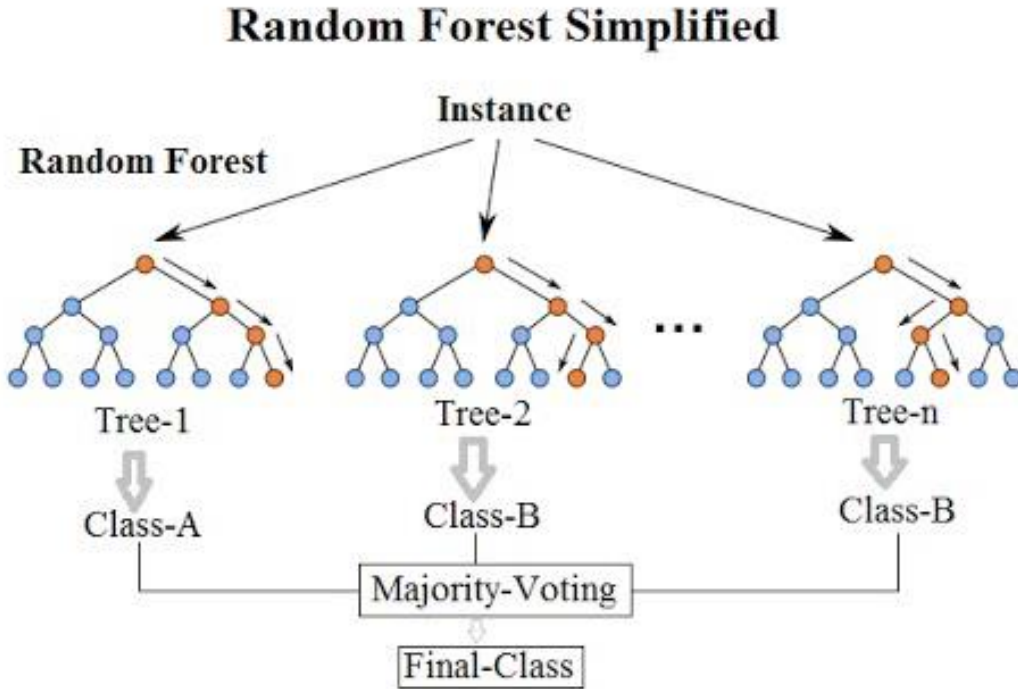 Random Forest Simplified
Instance
Random Forest
...
Tree-1
Tree-2
Tree-n
Class-A
Class-B
Class-B
Majority-Voting
Final-Class